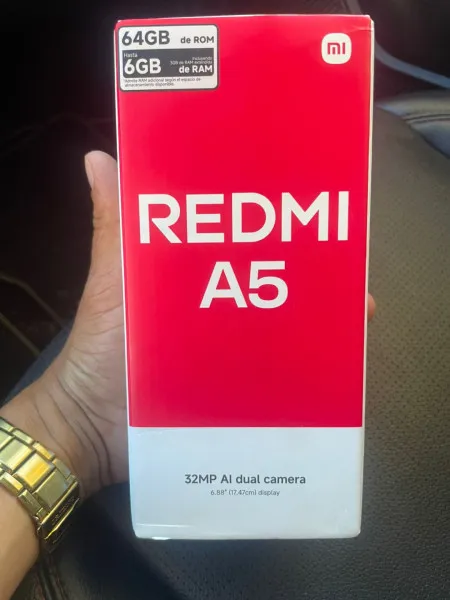 64GB de ROM
Hasta
6GB de RAM
mi
REDMI
A5
32MP AI dual camera
6.88" (17.47cm) display